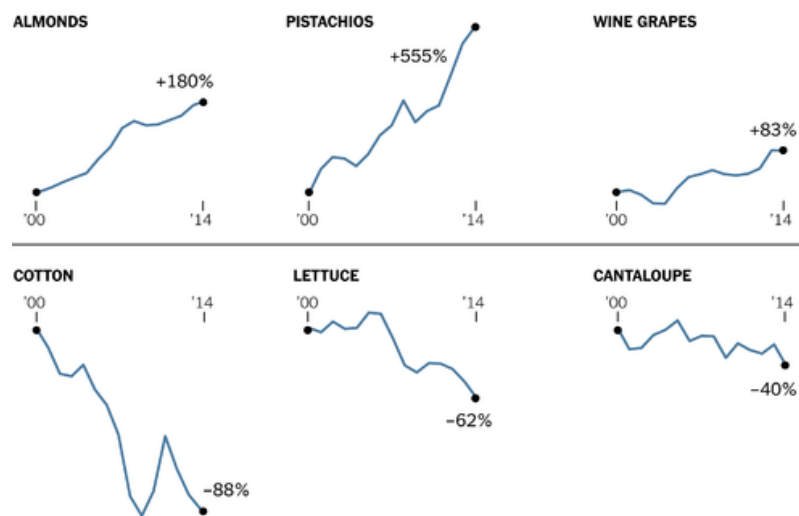 ALMONDS
+180%
'00 '14
PISTACHIOS
+555%
'00 '14
WINE GRAPES
+83%
'00 '14
COTTON
'00 '14
–88%
LETTUCE
'00 '14
–62%
CANTALOUPE
'00 '14
–40%